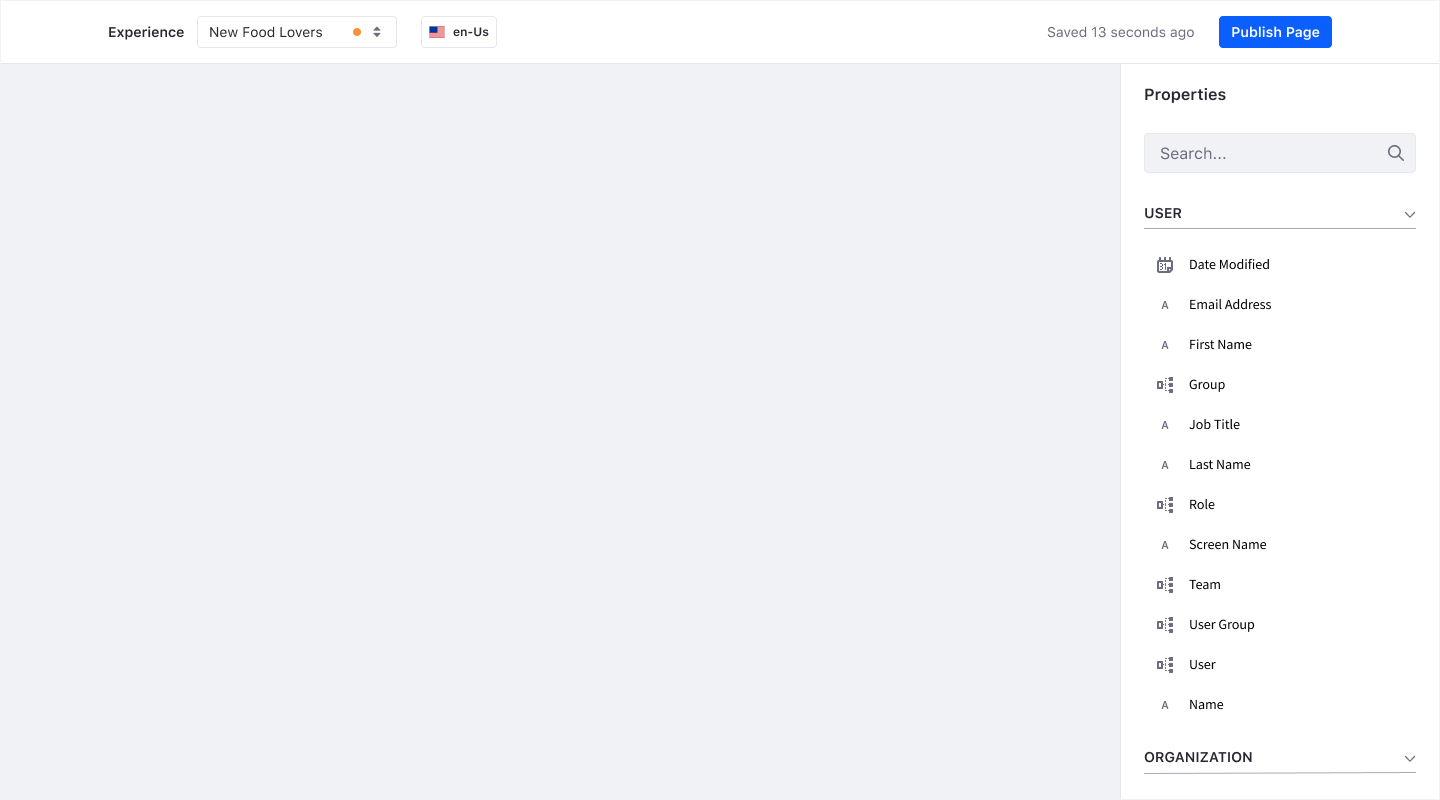 Experience
New Food Lovers
en-Us
Saved 13 seconds ago
Publish Page
Properties
Search...
USER
31
Date Modified
A
Email Address
A
First Name
Group
A
Job Title
A
Last Name
Role
A
Screen Name
Team
User Group
User
A
Name
ORGANIZATION